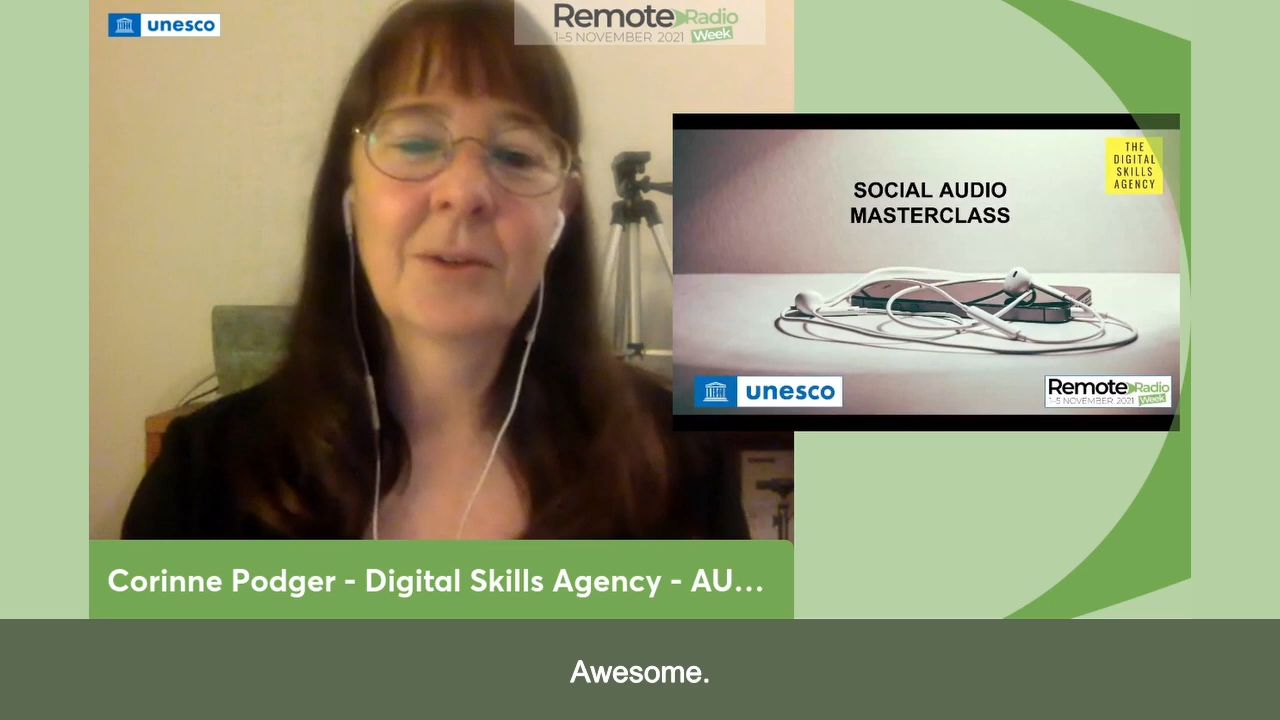 unesco
Remote Radio
1–5 NOVEMBER 2021 Week
THE
DIGITAL
SKILLS
AGENCY
SOCIAL AUDIO
MASTERCLASS
unesco
Remote Radio
1–5 NOVEMBER 2021 Week
Corinne Podger - Digital Skills Agency - AU...
Awesome.